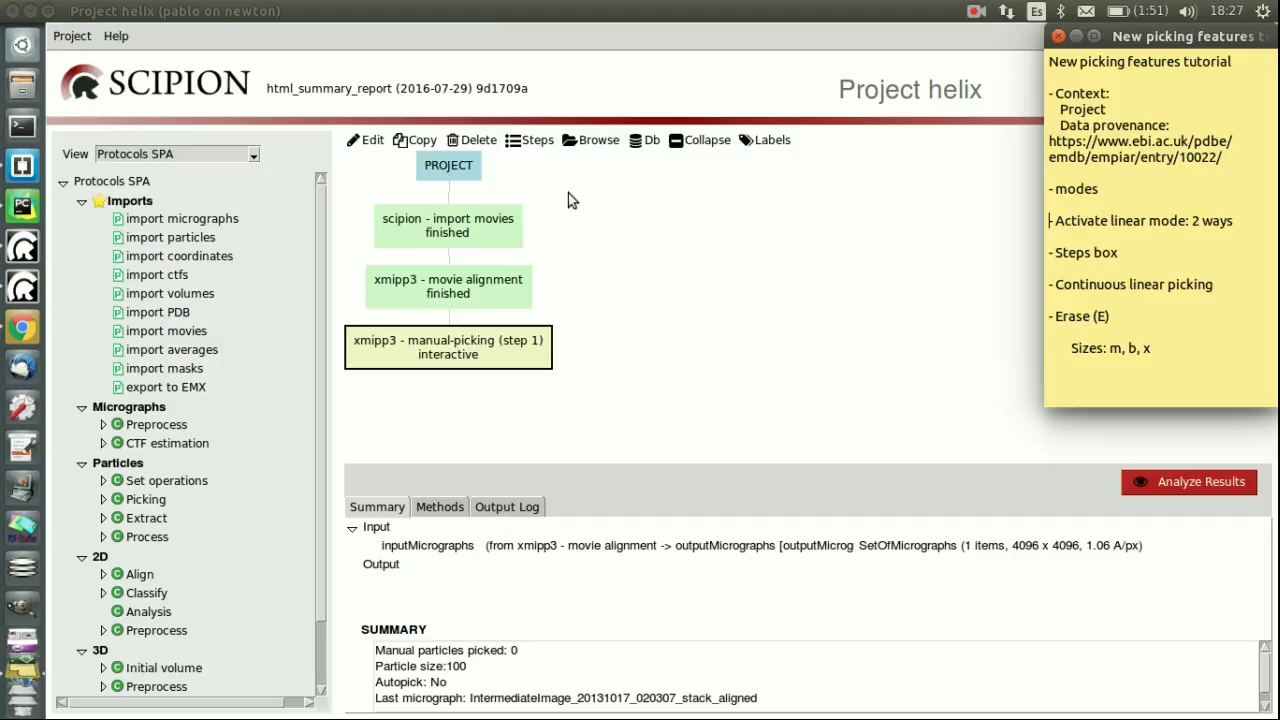 Project helix (pablo on newton)
Es
(1:51)
18:27
Project Help
SCIPION
html_summary_report (2016-07-29) 9d1709a
Project helix
View Protocols SPA
Protocols SPA
Imports
import micrographs
import particles
import coordinates
import ctfs
import volumes
import PDB
import movies
import averages
import masks
export to EMX
Micrographs
Preprocess
CTF estimation
Particles
Set operations
Picking
Extract
Process
2D
Align
Classify
Analysis
Preprocess
3D
Initial volume
Preprocess
Edit Copy Delete Steps Browse Db Collapse Labels
PROJECT
scipion - import movies
finished
xmipp3 - movie alignment
finished
xmipp3 - manual-picking (step 1)
interactive
Analyze Results
Summary Methods Output Log
Input
inputMicrographs (from xmipp3 - movie alignment -> outputMicrographs [outputMicrog SetOfMicrographs (1 items, 4096 x 4096, 1.06 A/px)
Output
SUMMARY
Manual particles picked: 0
Particle size:100
Autopick: No
Last micrograph: IntermediateImage_20131017_020307_stack_aligned
New picking features t
New picking features tutorial
- Context:
Project
Data provenance:
https://www.ebi.ac.uk/pdbe/
emdb/empiar/entry/10022/
- modes
- Activate linear mode: 2 ways
- Steps box
- Continuous linear picking
- Erase (E)
Sizes: m, b, x